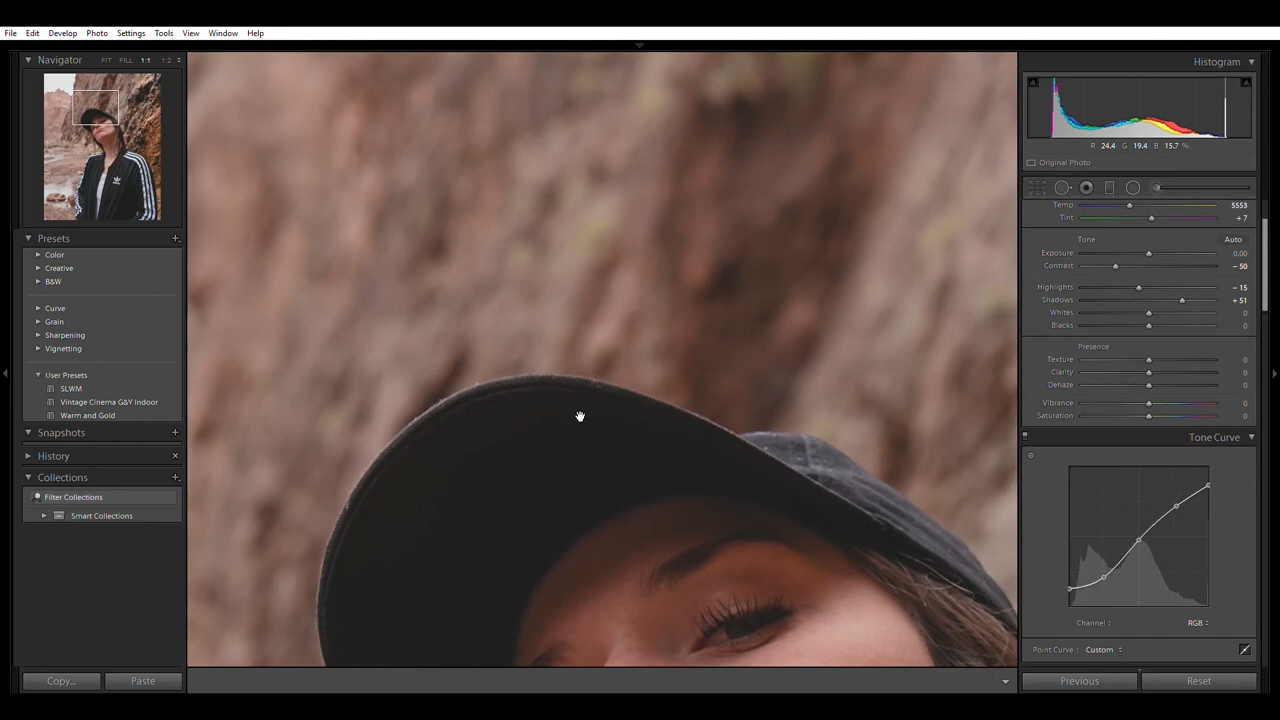 File Edit Develop Photo Settings Tools View Window Help
Navigator FIT FILL 1:1 1:2
Presets
Color
Creative
B&W
Curve
Grain
Sharpening
Vignetting
User Presets
SLWM
Vintage Cinema G&Y Indoor
Warm and Gold
Snapshots
History
Collections
Filter Collections
Smart Collections
Copy... Paste
Histogram
R 24.4 G 19.4 B 15.7 %
Original Photo
Temp 5553
Tint +7
Tone Auto
Exposure 0.00
Contrast – 50
Highlights – 15
Shadows + 51
Whites 0
Blacks 0
Presence
Texture 0
Clarity 0
Dehaze 0
Vibrance 0
Saturation 0
Tone Curve
Channel : RGB
Point Curve : Custom
Previous Reset